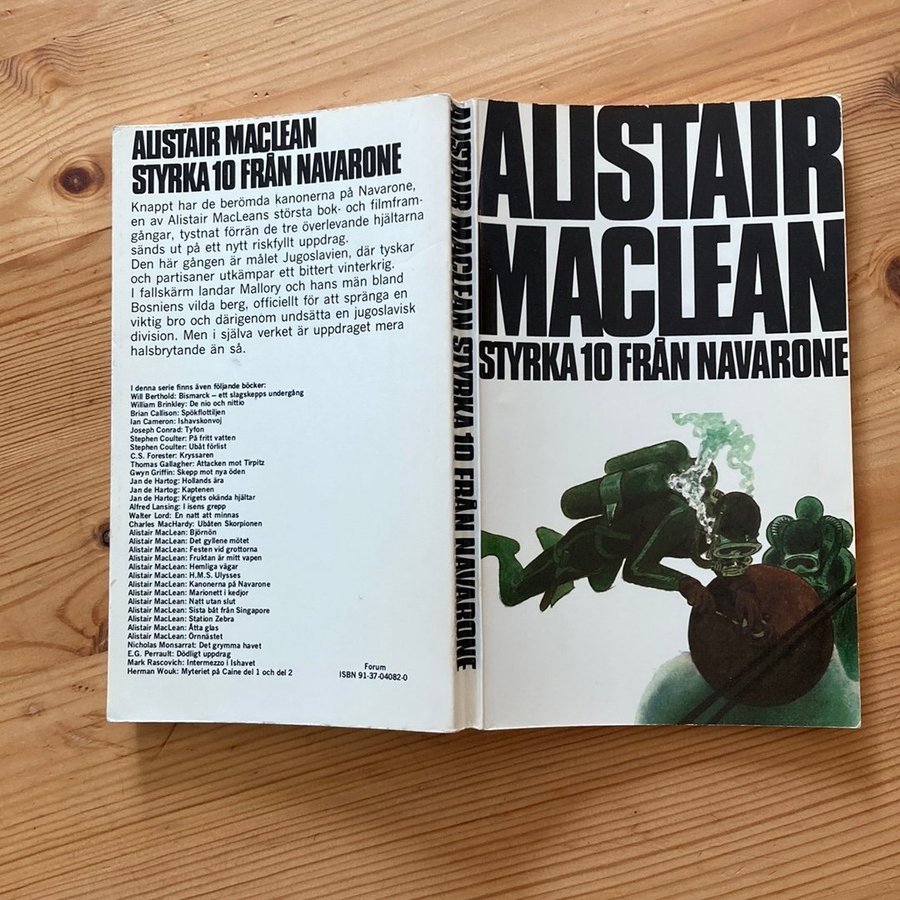 ALISTAIR MACLEAN
STYRKA 10 FRÅN NAVARONE
Knappt har de berömda kanonerna på Navarone,
en av Alistair MacLeans största bok- och filmfram-
gångar, tystnat förrän de tre överlevande hjältarna
sänds ut på ett nytt riskfyllt uppdrag.
Den här gången är målet Jugoslavien, där tyskar
och partisaner utkämpar ett bittert vinterkrig.
I fallskärm landar Mallory och hans män bland
Bosniens vilda berg, officiellt för att spränga en
viktig bro och därigenom undsätta en jugoslavisk
division. Men i själva verket är uppdraget mera
halsbrytande än så.
I denna serie finns även följande böcker:
Will Berthold: Bismarck – ett slagskepps undergång
William Brinkley: De nio och nittio
Brian Callison: Spökflottiljen
Ian Cameron: Ishavskonvoj
Joseph Conrad: Tyfon
Stephen Coulter: På fritt vatten
Stephen Coulter: Ubåt förlist
C.S. Forester: Kryssaren
Thomas Gallagher: Attacken mot Tirpitz
Gwyn Griffin: Skepp mot nya öden
Jan de Hartog: Hollands ära
Jan de Hartog: Kaptenen
Jan de Hartog: Krigets okända hjältar
Alfred Lansing: I isens grepp
Walter Lord: En natt att minnas
Charles MacHardy: Ubåten Skorpionen
Alistair MacLean: Björnön
Alistair MacLean: Det gyllene mötet
Alistair MacLean: Festen vid grottorna
Alistair MacLean: Fruktan är mitt vapen
Alistair MacLean: Hemliga vägar
Alistair MacLean: H.M.S. Ulysses
Alistair MacLean: Kanonerna på Navarone
Alistair MacLean: Marionett i kedjor
Alistair MacLean: Natt utan slut
Alistair MacLean: Sista båt från Singapore
Alistair MacLean: Station Zebra
Alistair MacLean: Åtta glas
Alistair MacLean: Örnnästet
Nicholas Monsarrat: Det grymma havet
E.G. Perrault: Dödligt uppdrag
Mark Rascovich: Intermezzo i Ishavet
Herman Wouk: Myteriet på Caine del 1 och del 2
Forum
ISBN 91-37-04082-0
ALISTAIR MACLEAN STYRKA 10 FRÅN NAVARONE
ALISTAIR
MACLEAN
STYRKA 10 FRÅN NAVARONE